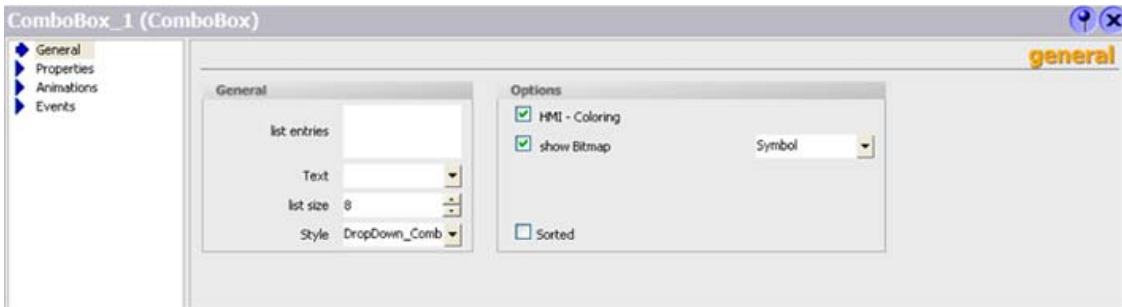 ComboBox_1 (ComboBox)
General
Properties
Animations
Events
general
General
list entries
Text
list size 8
Style DropDown_Comb
Options
HMI - Coloring
show Bitmap Symbol
Sorted